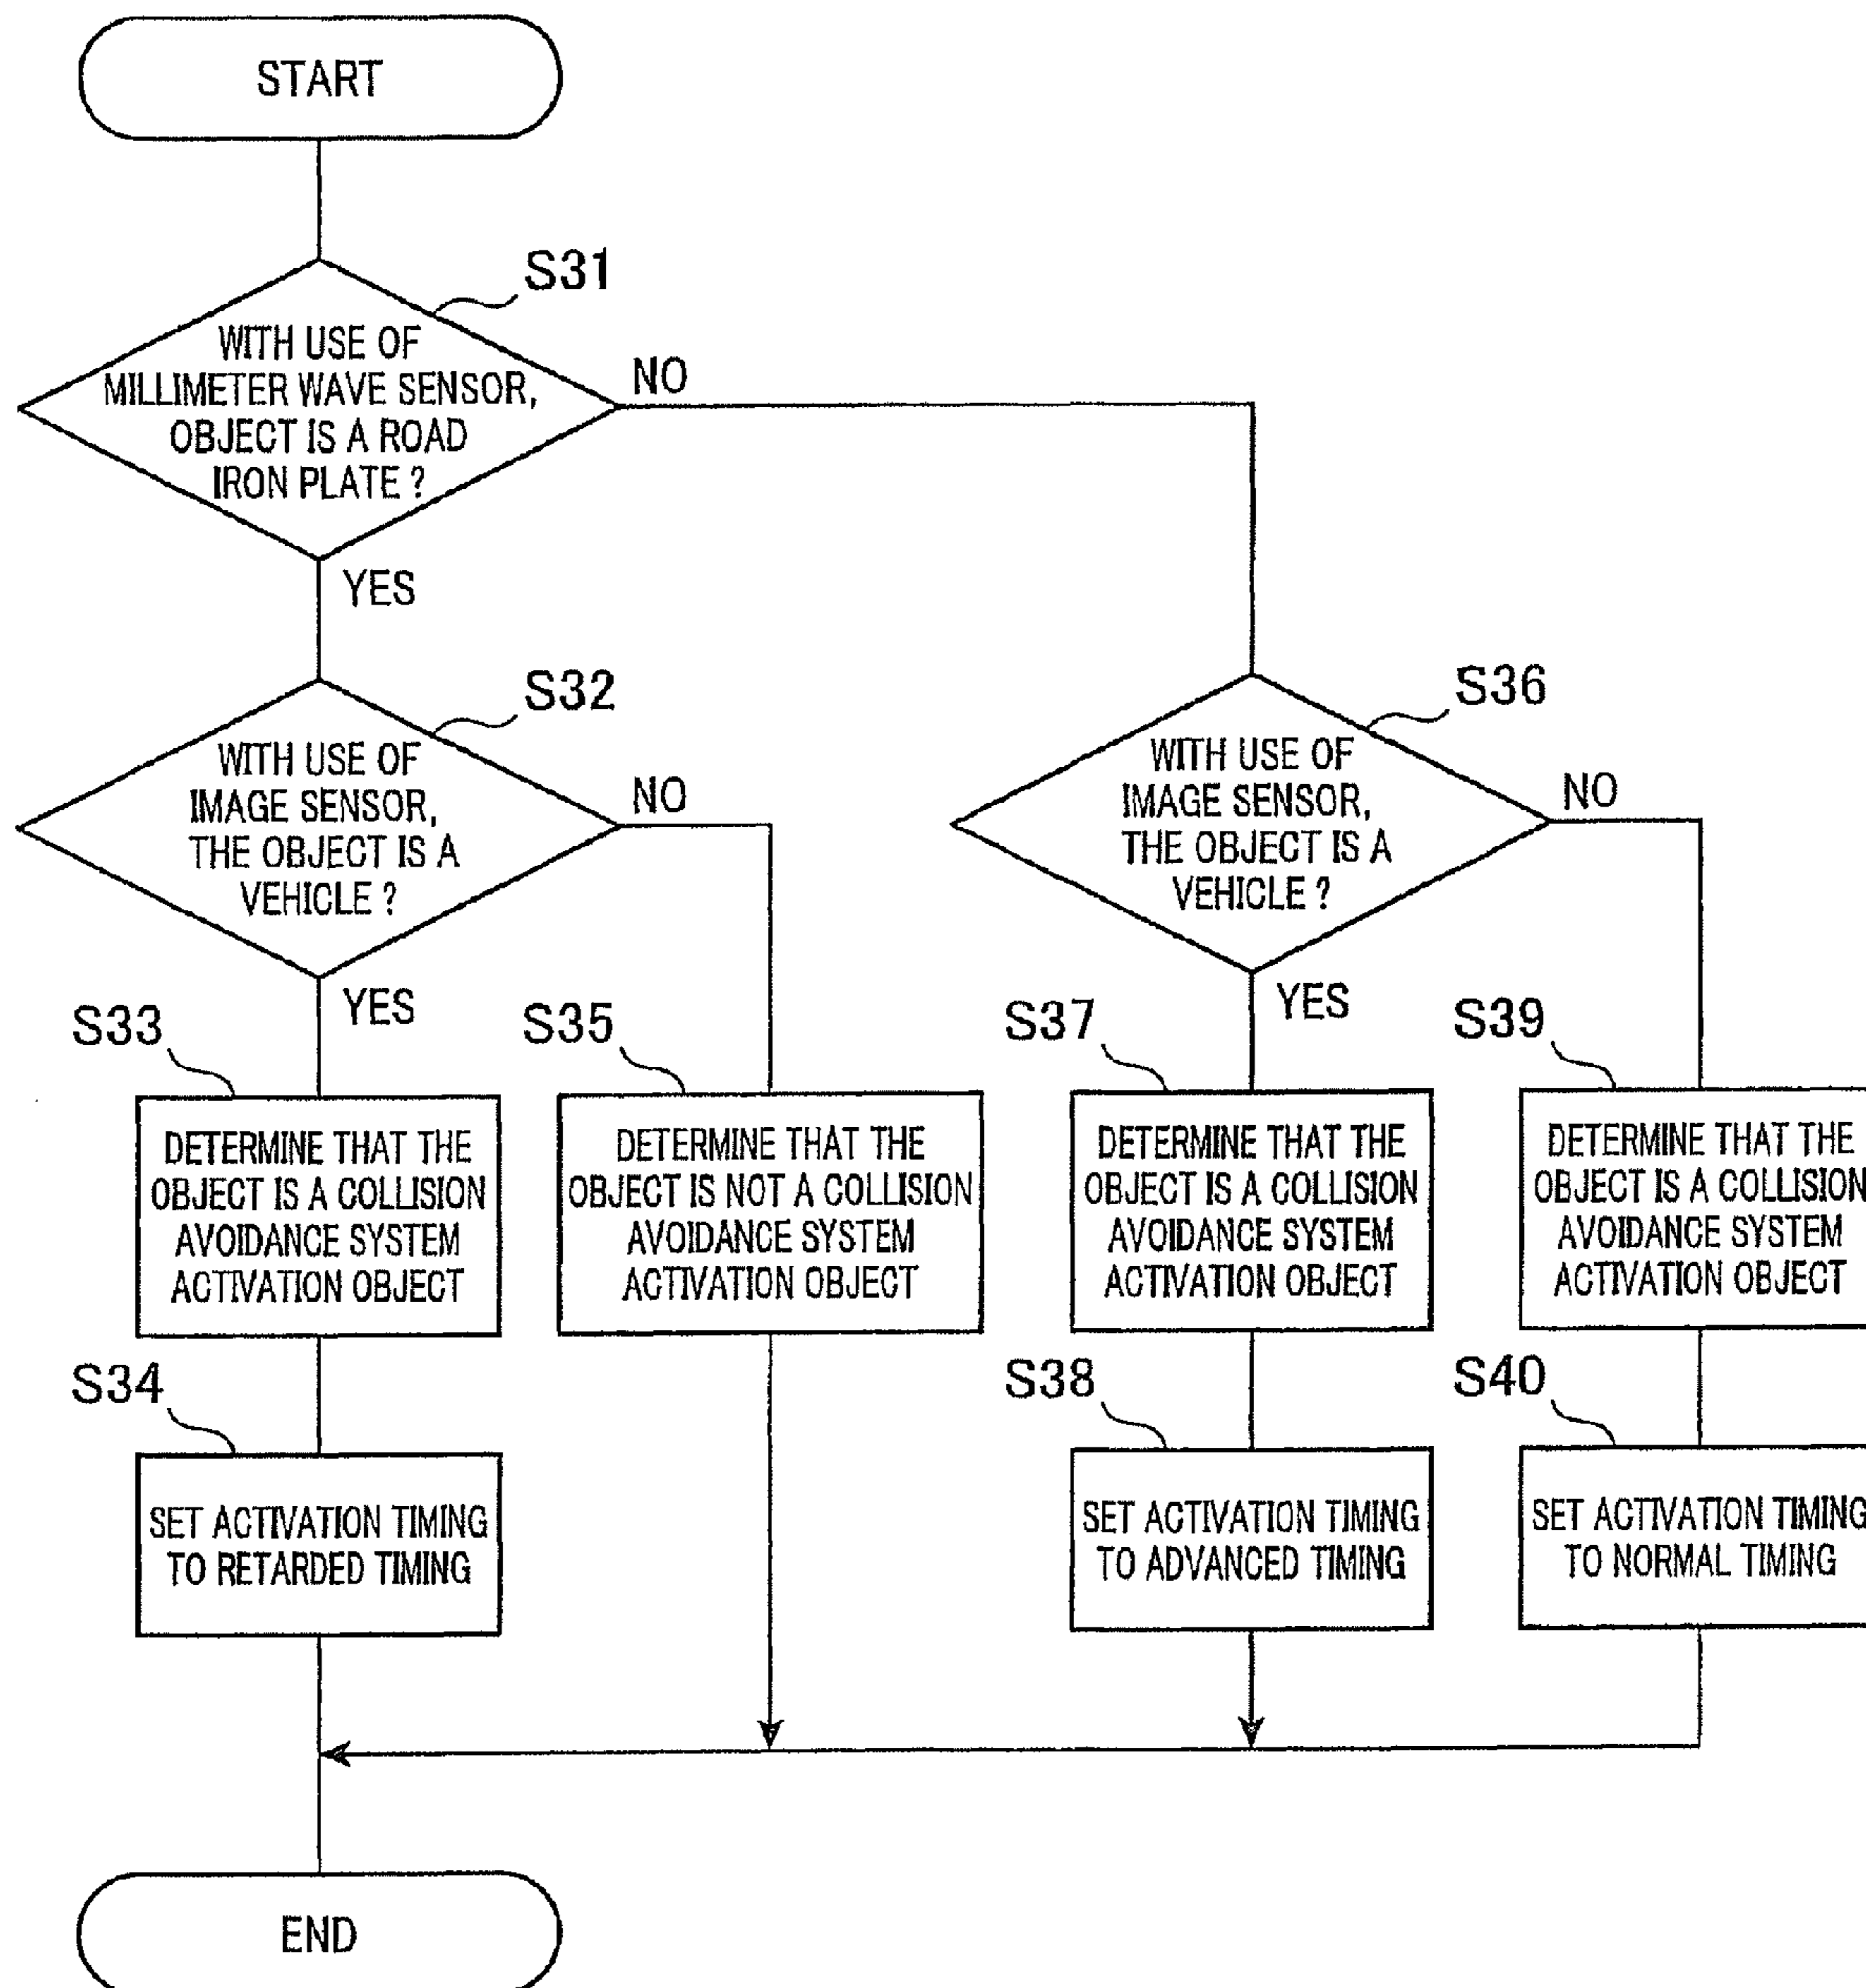 START
S31
WITH USE OF
MILLIMETER WAVE SENSOR,
OBJECT IS A ROAD
IRON PLATE ?
NO
YES
S32
WITH USE OF
IMAGE SENSOR,
THE OBJECT IS A
VEHICLE ?
NO
YES
S36
WITH USE OF
IMAGE SENSOR,
THE OBJECT IS A
VEHICLE ?
NO
YES
S33
DETERMINE THAT THE
OBJECT IS A COLLISION
AVOIDANCE SYSTEM
ACTIVATION OBJECT
S35
DETERMINE THAT THE
OBJECT IS NOT A COLLISION
AVOIDANCE SYSTEM
ACTIVATION OBJECT
S37
DETERMINE THAT THE
OBJECT IS A COLLISION
AVOIDANCE SYSTEM
ACTIVATION OBJECT
S39
DETERMINE THAT THE
OBJECT IS A COLLISION
AVOIDANCE SYSTEM
ACTIVATION OBJECT
S34
SET ACTIVATION TIMING
TO RETARDED TIMING
S38
SET ACTIVATION TIMING
TO ADVANCED TIMING
S40
SET ACTIVATION TIMING
TO NORMAL TIMING
END